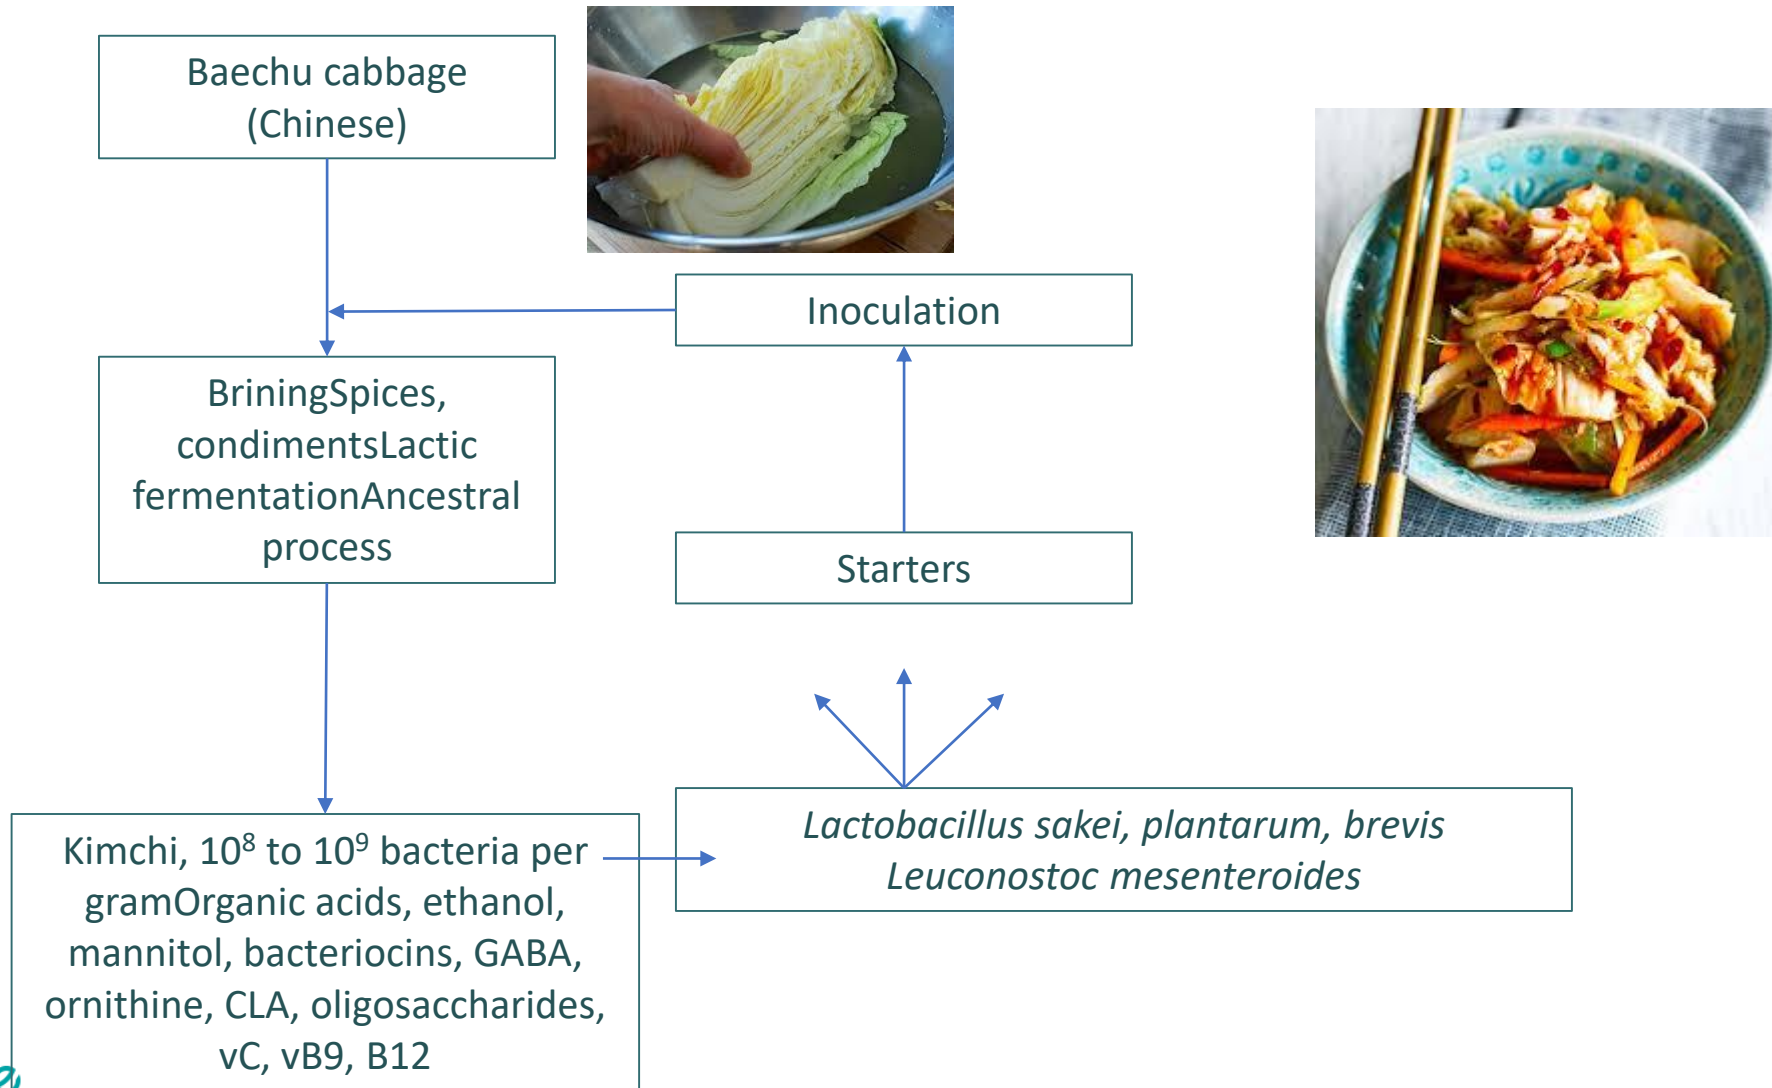 Baechu cabbage
(Chinese)
Inoculation
BriningSpices,
condimentsLactic
fermentationAncestral
process
Starters
Lactobacillus sakei, plantarum, brevis
Leuconostoc mesenteroides
Kimchi, 10⁸ to 10⁹ bacteria per
gramOrganic acids, ethanol,
mannitol, bacteriocins, GABA,
ornithine, CLA, oligosaccharides,
vC, vB9, B12